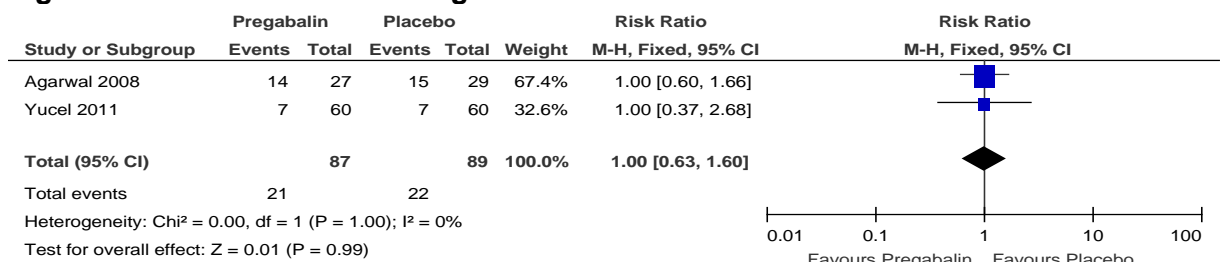 Pregabalin Placebo Risk Ratio Risk Ratio
Study or Subgroup Events Total Events Total Weight M-H, Fixed, 95% CI M-H, Fixed, 95% CI
Agarwal 2008 14 27 15 29 67.4% 1.00 [0.60, 1.66]
Yucel 2011 7 60 7 60 32.6% 1.00 [0.37, 2.68]
Total (95% CI) 87 89 100.0% 1.00 [0.63, 1.60]
Total events 21 22
Heterogeneity: Chi² = 0.00, df = 1 (P = 1.00); I² = 0%
Test for overall effect: Z = 0.01 (P = 0.99)
0.01 0.1 1 10 100
Favours Pregabalin Favours Placebo